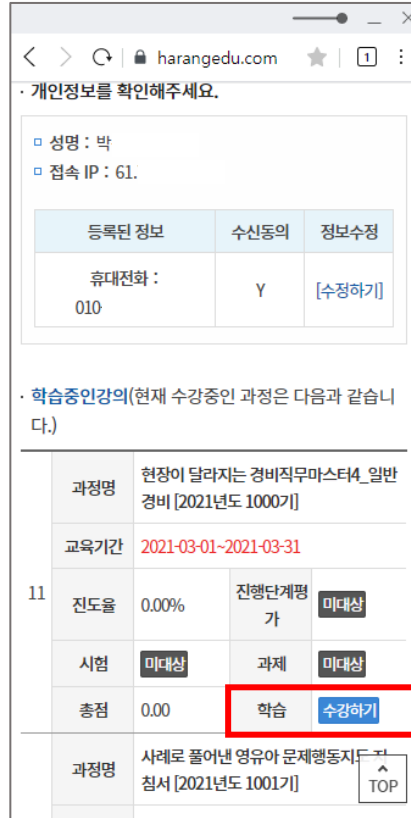 harangedu.com 1
· 개인정보를 확인해주세요.
성명 : 박
접속 IP : 61.
등록된 정보 수신동의 정보수정
휴대전화 : Y [수정하기]
010
· 학습중인강의(현재 수강중인 과정은 다음과 같습니
다.)
11
과정명 현장이 달라지는 경비직무마스터4_일반
경비 [2021년도 1000기]
교육기간 2021-03-01~2021-03-31
진도율 0.00% 진행단계평
가 미대상
시험 미대상 과제 미대상
총점 0.00 학습 수강하기
과정명 사례로 풀어낸 영유아 문제행동지도
침서 [2021년도 1001기]
TOP